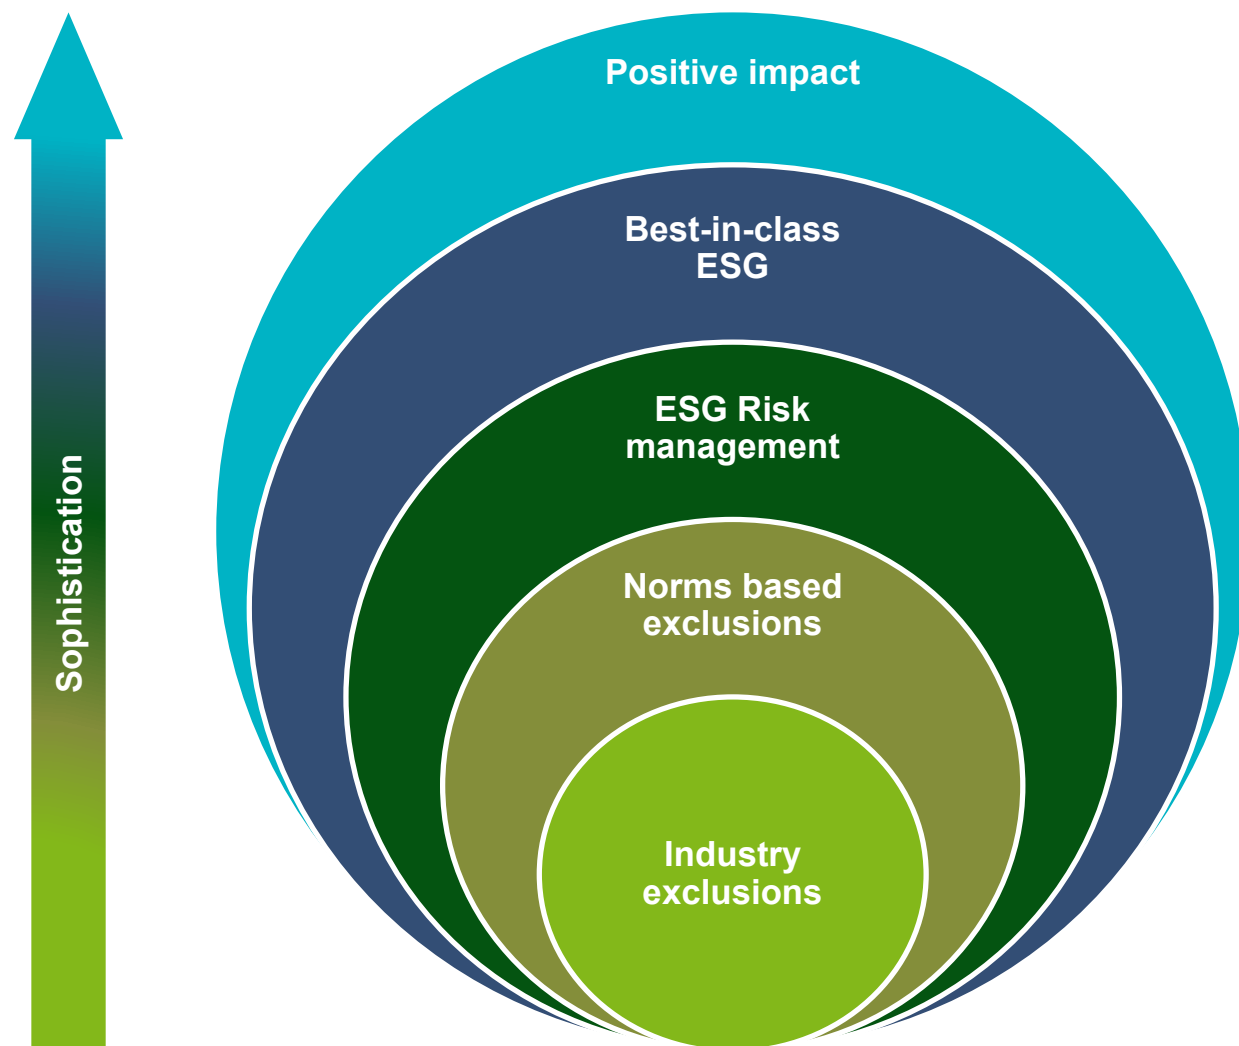 Positive impact
Best-in-class
ESG
ESG Risk
management
Norms based
exclusions
Industry
exclusions
Sophistication